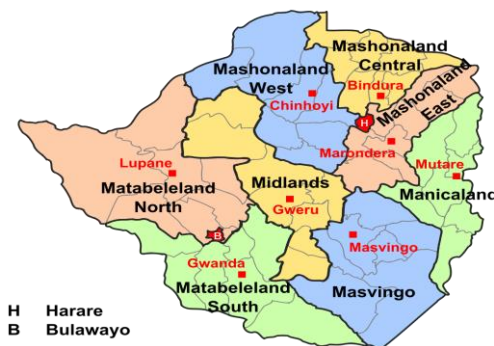 Mashonaland
Central
Mashonaland
West
Bindura
Chinhoyi
Mashonaland
East
H
Marondera
Mutare
Lupane
Matabeleland
North
Midlands
Gweru
Manicaland
B
Masvingo
Gwanda
Matabeleland
South
Masvingo
H Harare
B Bulawayo